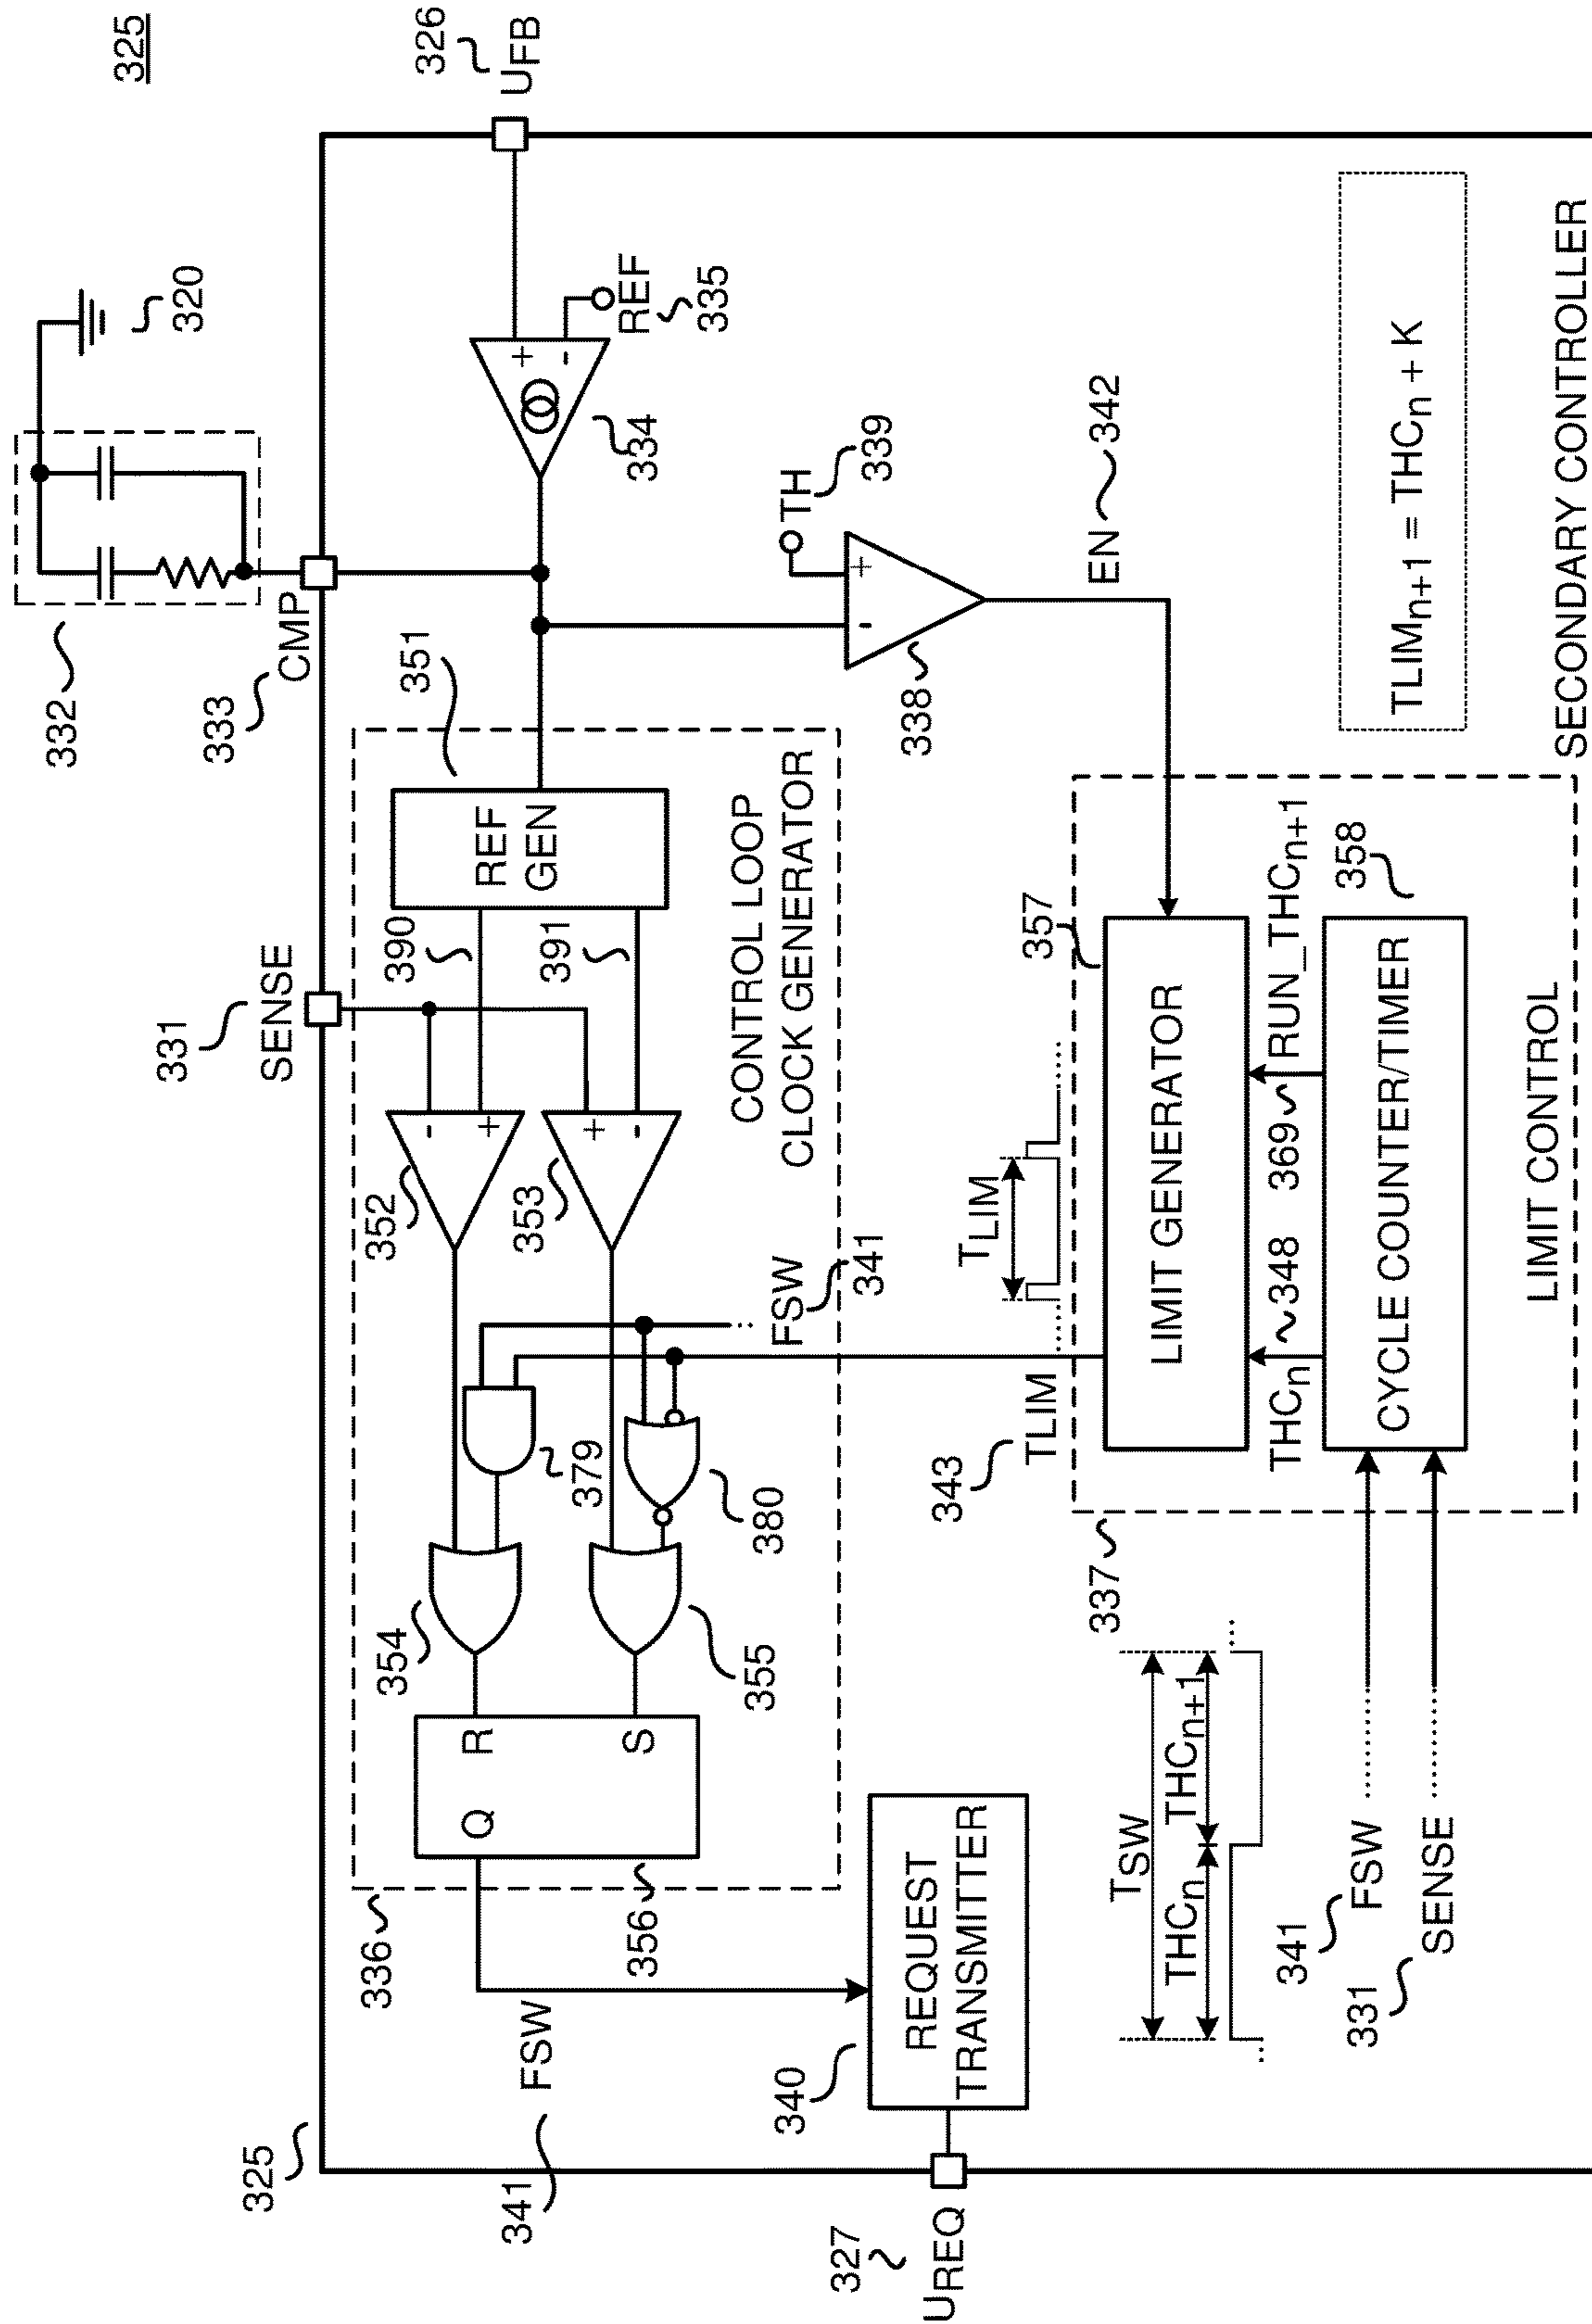 325
325
326
UFB
320
332
333
CMP
331
SENSE
351
REF
GEN
390
391
CONTROL LOOP
CLOCK GENERATOR
+
-
334
REF
335
TH
339
-
+
338
EN
342
352
-
+
353
+
-
FSW
341
379
380
354
355
R
S
Q
356
336
FSW
341
REQUEST
TRANSMITTER
340
327
UREQ
TLIM
343
TLIM
357
LIMIT GENERATOR
THCn
348
369
RUN_THCn+1
358
CYCLE COUNTER/TIMER
LIMIT CONTROL
337
TSW
THCn
THCn+1
341
FSW
331
SENSE
TLIMn+1 = THCn + K
SECONDARY CONTROLLER